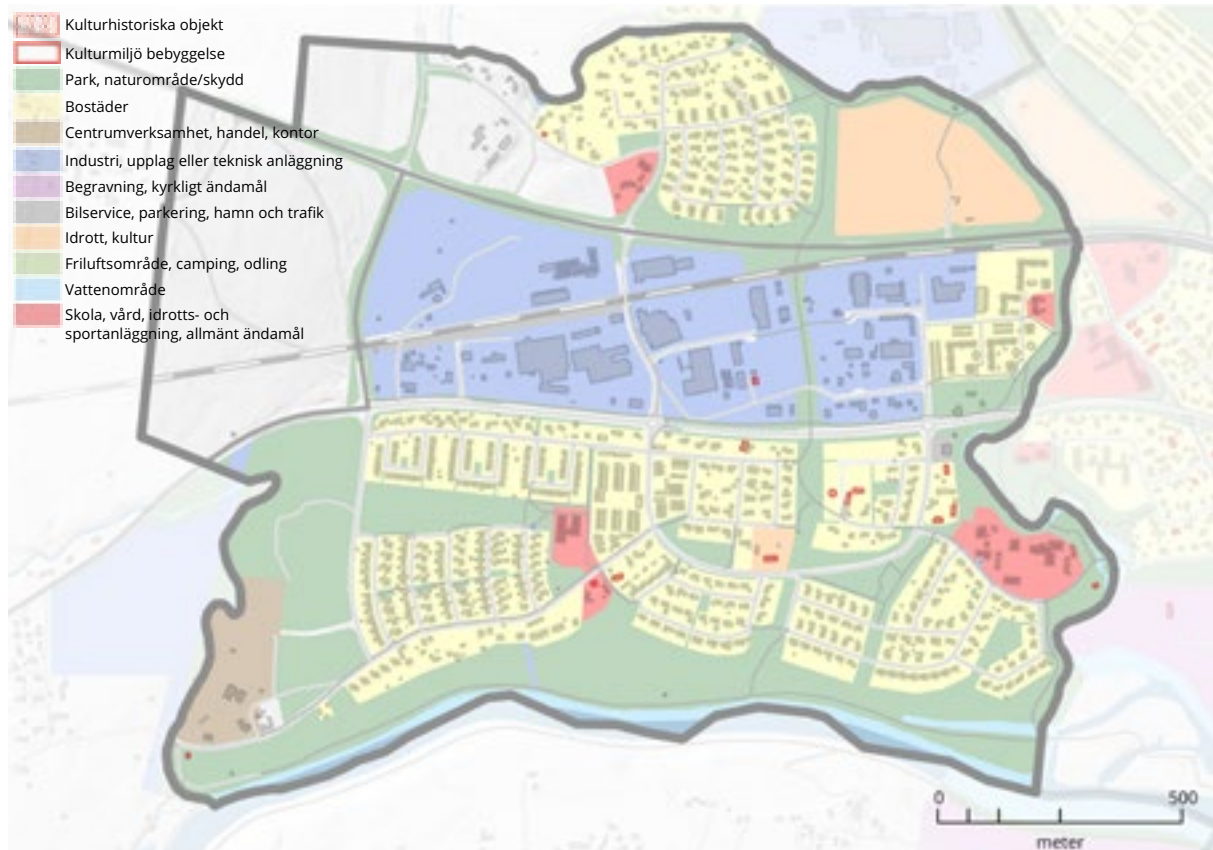 Kulturhistoriska objekt
Kulturmiljö bebyggelse
Park, naturområde/skydd
Bostäder
Centrumverksamhet, handel, kontor
Industri, upplag eller teknisk anläggning
Begravning, kyrkligt ändamål
Bilservice, parkering, hamn och trafik
Idrott, kultur
Friluftsområde, camping, odling
Vattenområde
Skola, vård, idrotts- och
sportanläggning, allmänt ändamål
0 500
meter